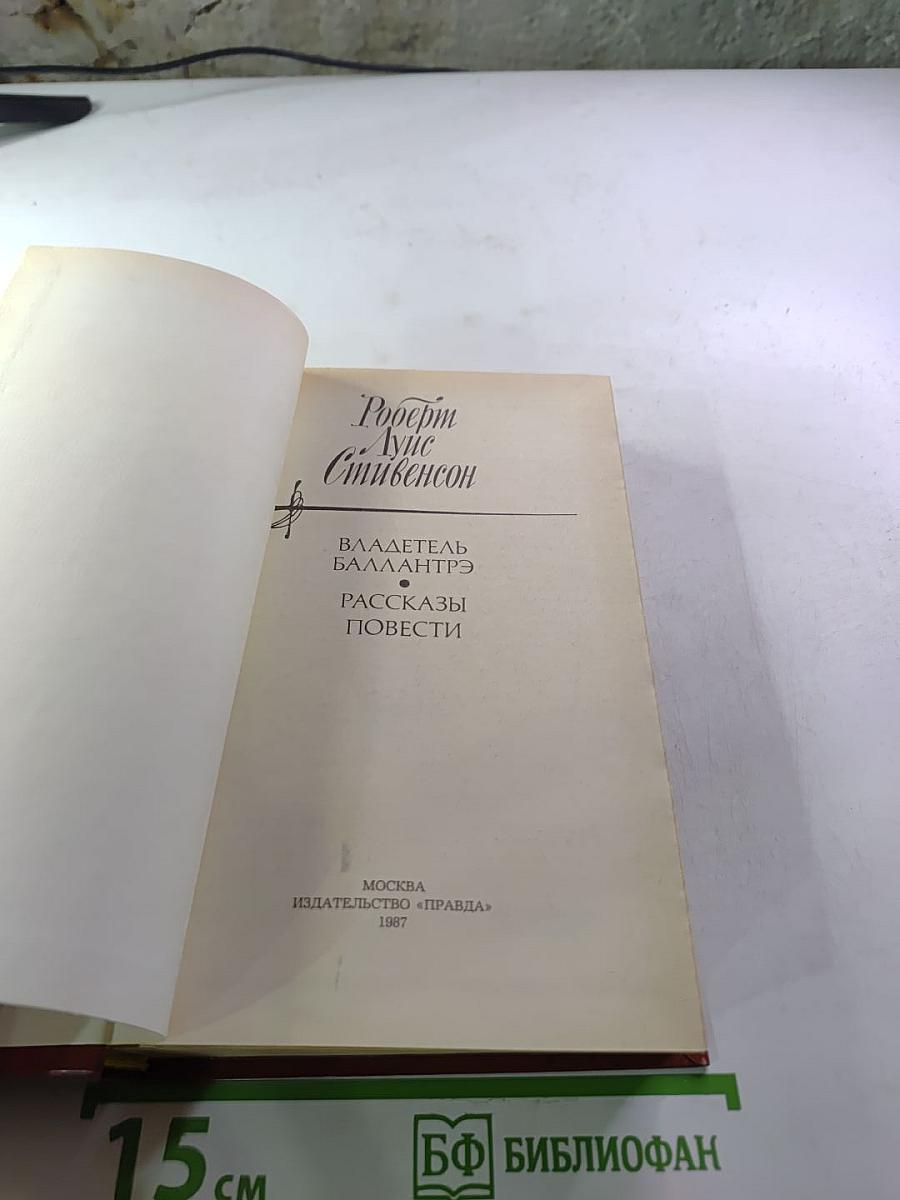 Роберт
Луис
Стивенсон
ВЛАДЕТЕЛЬ
БАЛЛАНТРЭ
•
РАССКАЗЫ
ПОВЕСТИ
МОСКВА
ИЗДАТЕЛЬСТВО «ПРАВДА»
1987
15 см
БФ БИБЛИОФАН